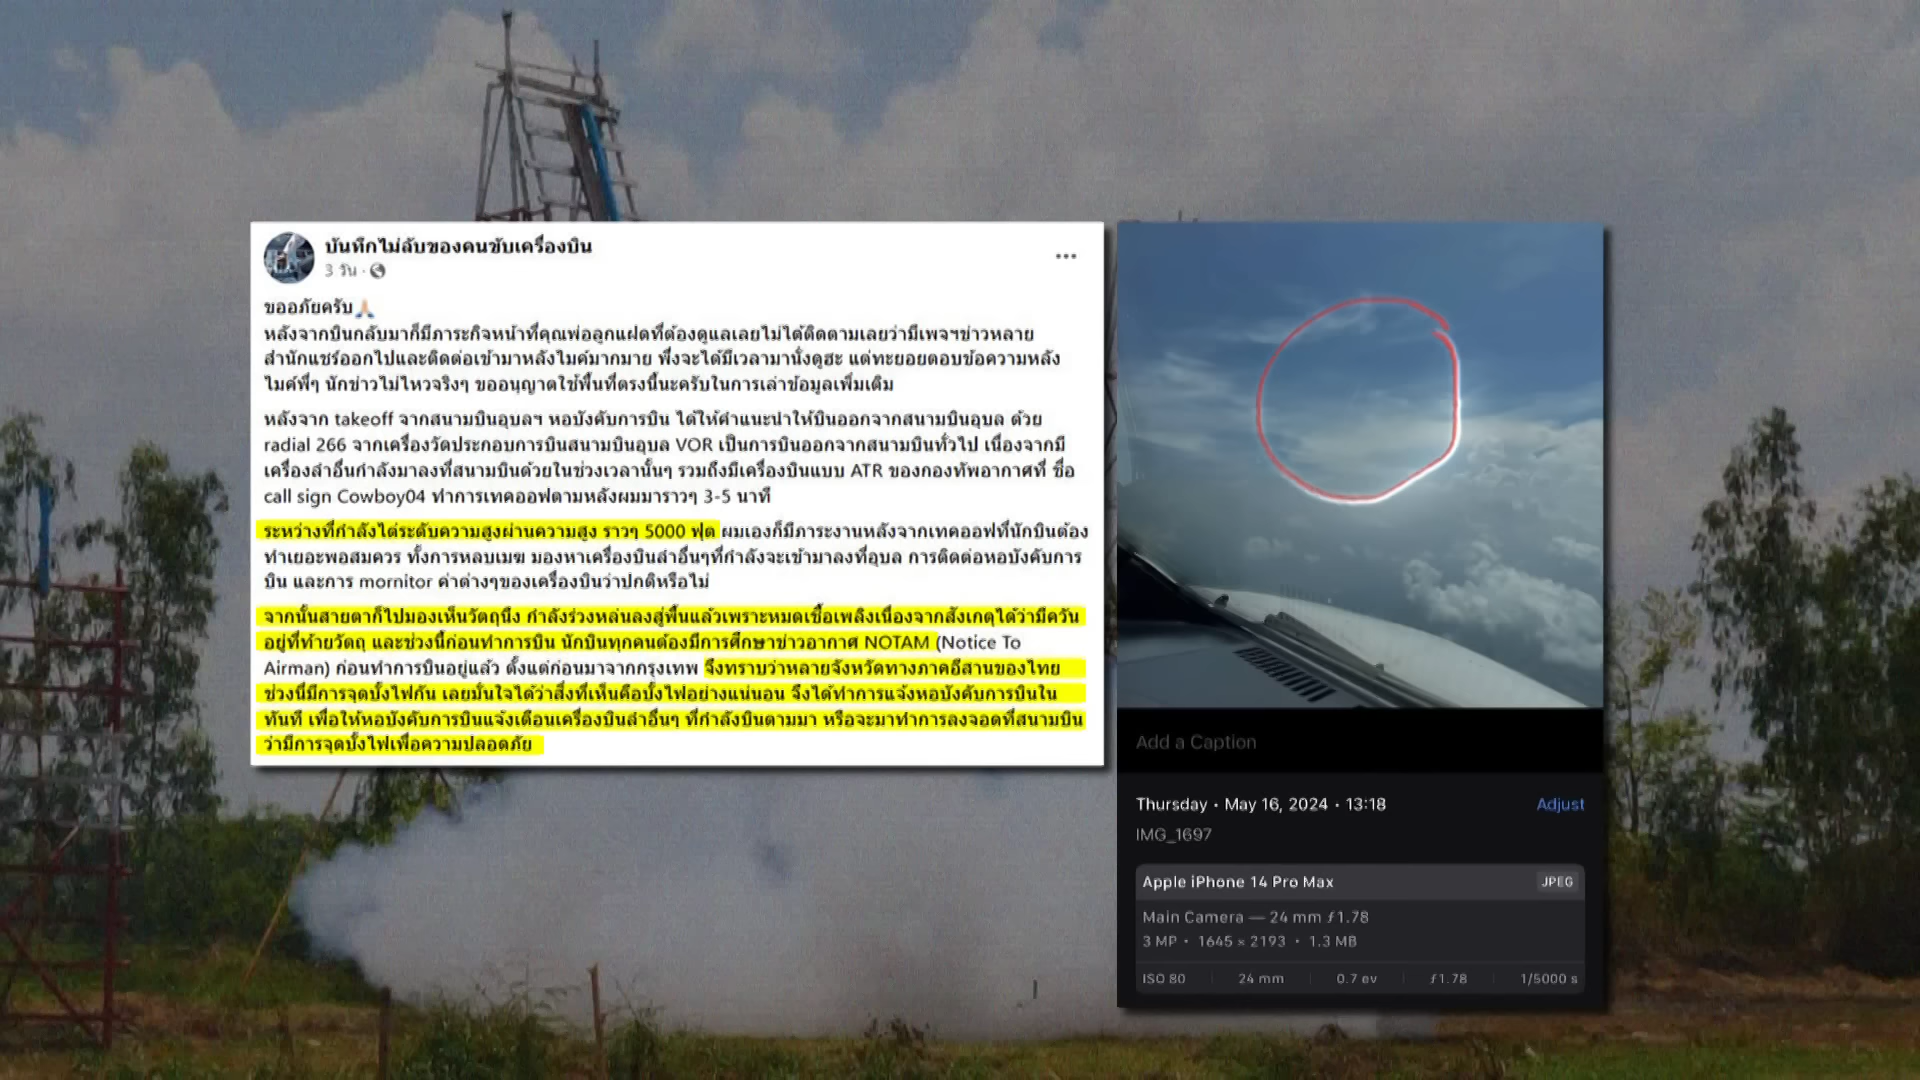 บันทึกไม่ลับของคนขับเครื่องบิน
3 วัน ·
ขออภัยครับ🙏🏻
หลังจากบินกลับมาก็มีภาระกิจหน้าที่คุณพ่อลูกแฝดที่ต้องดูแลเลยไม่ได้ติดตามเลยว่ามีเพจฯข่าวหลาย
สำนักแชร์ออกไปและติดต่อเข้ามาหลังไมค์มากมาย พึ่งจะได้มีเวลามานั่งดูฮะ แต่ทะยอยตอบข้อความหลัง
ไมค์พี่ๆ นักข่าวไม่ไหวจริงๆ ขออนุญาตใช้พื้นที่ตรงนี้นะครับในการเล่าข้อมูลเพิ่มเติม
หลังจาก takeoff จากสนามบินอุบลฯ หอบังคับการบิน ได้ให้คำแนะนำให้บินออกจากสนามบินอุบล ด้วย
radial 266 จากเครื่องวัดประกอบการบินสนามบินอุบล VOR เป็นการบินออกจากสนามบินทั่วไป เนื่องจากมี
เครื่องลำอื่นกำลังมาลงที่สนามบินด้วยในช่วงเวลานั้นๆ รวมถึงมีเครื่องบินแบบ ATR ของกองทัพอากาศที่ ชื่อ
call sign Cowboy04 ทำการเทคออฟตามหลังผมมาราวๆ 3-5 นาที
ระหว่างที่กำลังไต่ระดับความสูงผ่านความสูง ราวๆ 5000 ฟุต ผมเองก็มีภาระงานหลังจากเทคออฟที่นักบินต้อง
ทำเยอะพอสมควร ทั้งการหลบเมฆ มองหาเครื่องบินลำอื่นๆที่กำลังจะเข้ามาลงที่อุบล การติดต่อหอบังคับการ
บิน และการ mornitor ค่าต่างๆของเครื่องบินว่าปกติหรือไม่
จากนั้นสายตาก็ไปมองเห็นวัตถุนึง กำลังร่วงหล่นลงสู่พื้นแล้วเพราะหมดเชื้อเพลิงเนื่องจากสังเกตุได้ว่ามีควัน
อยู่ที่ท้ายวัตถุ และช่วงนี้ก่อนทำการบิน นักบินทุกคนต้องมีการศึกษาข่าวอากาศ NOTAM (Notice To
Airman) ก่อนทำการบินอยู่แล้ว ตั้งแต่ก่อนมาจากกรุงเทพ จึงทราบว่าหลายจังหวัดทางภาคอีสานของไทย
ช่วงนี้มีการจุดบั้งไฟกัน เลยมั่นใจได้ว่าสิ่งที่เห็นคือบั้งไฟอย่างแน่นอน จึงได้ทำการแจ้งหอบังคับการบินใน
ทันที เพื่อให้หอบังคับการบินแจ้งเตือนเครื่องบินลำอื่นๆ ที่กำลังบินตามมา หรือจะมาทำการลงจอดที่สนามบิน
ว่ามีการจุดบั้งไฟเพื่อความปลอดภัย
Add a Caption
Thursday • May 16, 2024 • 13:18 Adjust
IMG_1697
Apple iPhone 14 Pro Max JPEG
Main Camera — 24 mm ƒ1.78
3 MP • 1645 × 2193 • 1.3 MB
ISO 80 24 mm 0.7 ev ƒ1.78 1/5000 s